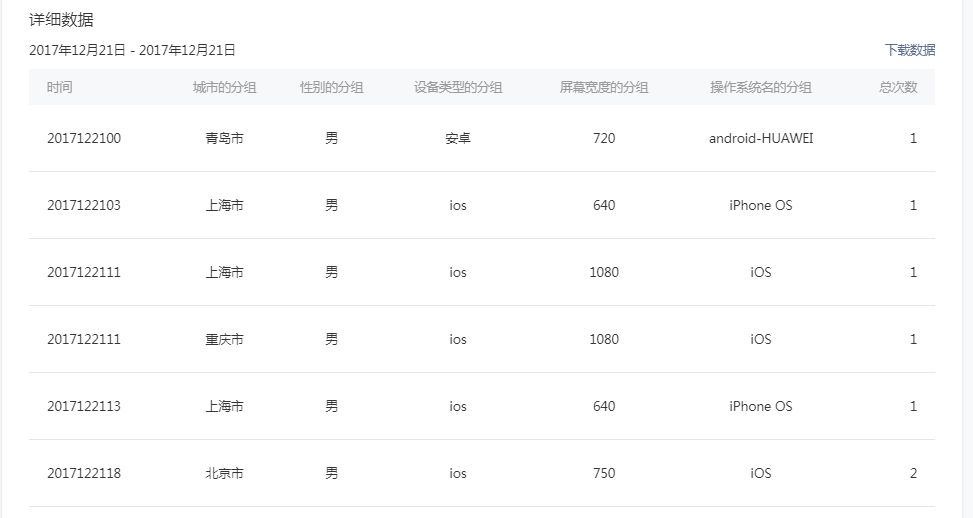 详细数据
2017年12月21日 - 2017年12月21日 下载数据
时间 城市的分组 性别的分组 设备类型的分组 屏幕宽度的分组 操作系统名的分组 总次数
2017122100 青岛市 男 安卓 720 android-HUAWEI 1
2017122103 上海市 男 ios 640 iPhone OS 1
2017122111 上海市 男 ios 1080 iOS 1
2017122111 重庆市 男 ios 1080 iOS 1
2017122113 上海市 男 ios 640 iPhone OS 1
2017122118 北京市 男 ios 750 iOS 2